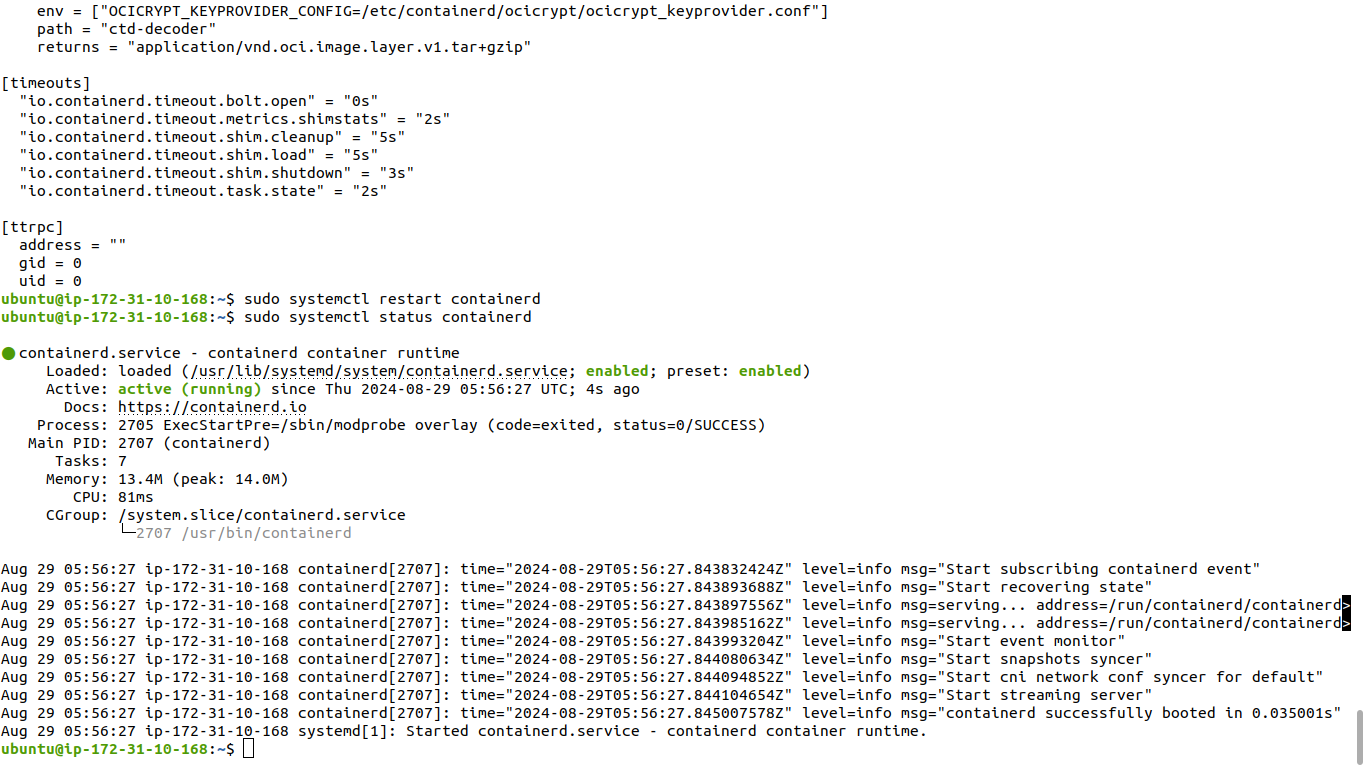 env = ["OCICRYPT_KEYPROVIDER_CONFIG=/etc/containerd/ocicrypt/ocicrypt_keyprovider.conf"]
    path = "ctd-decoder"
    returns = "application/vnd.oci.image.layer.v1.tar+gzip"

[timeouts]
  "io.containerd.timeout.bolt.open" = "0s"
  "io.containerd.timeout.metrics.shimstats" = "2s"
  "io.containerd.timeout.shim.cleanup" = "5s"
  "io.containerd.timeout.shim.load" = "5s"
  "io.containerd.timeout.shim.shutdown" = "3s"
  "io.containerd.timeout.task.state" = "2s"

[ttrpc]
  address = ""
  gid = 0
  uid = 0
ubuntu@ip-172-31-10-168:~$ sudo systemctl restart containerd
ubuntu@ip-172-31-10-168:~$ sudo systemctl status containerd

● containerd.service - containerd container runtime
     Loaded: loaded (/usr/lib/systemd/system/containerd.service; enabled; preset: enabled)
     Active: active (running) since Thu 2024-08-29 05:56:27 UTC; 4s ago
       Docs: https://containerd.io
    Process: 2705 ExecStartPre=/sbin/modprobe overlay (code=exited, status=0/SUCCESS)
   Main PID: 2707 (containerd)
      Tasks: 7
     Memory: 13.4M (peak: 14.0M)
        CPU: 81ms
     CGroup: /system.slice/containerd.service
             └─2707 /usr/bin/containerd

Aug 29 05:56:27 ip-172-31-10-168 containerd[2707]: time="2024-08-29T05:56:27.843832424Z" level=info msg="Start subscribing containerd event"
Aug 29 05:56:27 ip-172-31-10-168 containerd[2707]: time="2024-08-29T05:56:27.843893688Z" level=info msg="Start recovering state"
Aug 29 05:56:27 ip-172-31-10-168 containerd[2707]: time="2024-08-29T05:56:27.843897556Z" level=info msg=serving... address=/run/containerd/containerd>
Aug 29 05:56:27 ip-172-31-10-168 containerd[2707]: time="2024-08-29T05:56:27.843985162Z" level=info msg=serving... address=/run/containerd/containerd>
Aug 29 05:56:27 ip-172-31-10-168 containerd[2707]: time="2024-08-29T05:56:27.843993204Z" level=info msg="Start event monitor"
Aug 29 05:56:27 ip-172-31-10-168 containerd[2707]: time="2024-08-29T05:56:27.844080634Z" level=info msg="Start snapshots syncer"
Aug 29 05:56:27 ip-172-31-10-168 containerd[2707]: time="2024-08-29T05:56:27.844094852Z" level=info msg="Start cni network conf syncer for default"
Aug 29 05:56:27 ip-172-31-10-168 containerd[2707]: time="2024-08-29T05:56:27.844104654Z" level=info msg="Start streaming server"
Aug 29 05:56:27 ip-172-31-10-168 containerd[2707]: time="2024-08-29T05:56:27.845007578Z" level=info msg="containerd successfully booted in 0.035001s"
Aug 29 05:56:27 ip-172-31-10-168 systemd[1]: Started containerd.service - containerd container runtime.
ubuntu@ip-172-31-10-168:~$